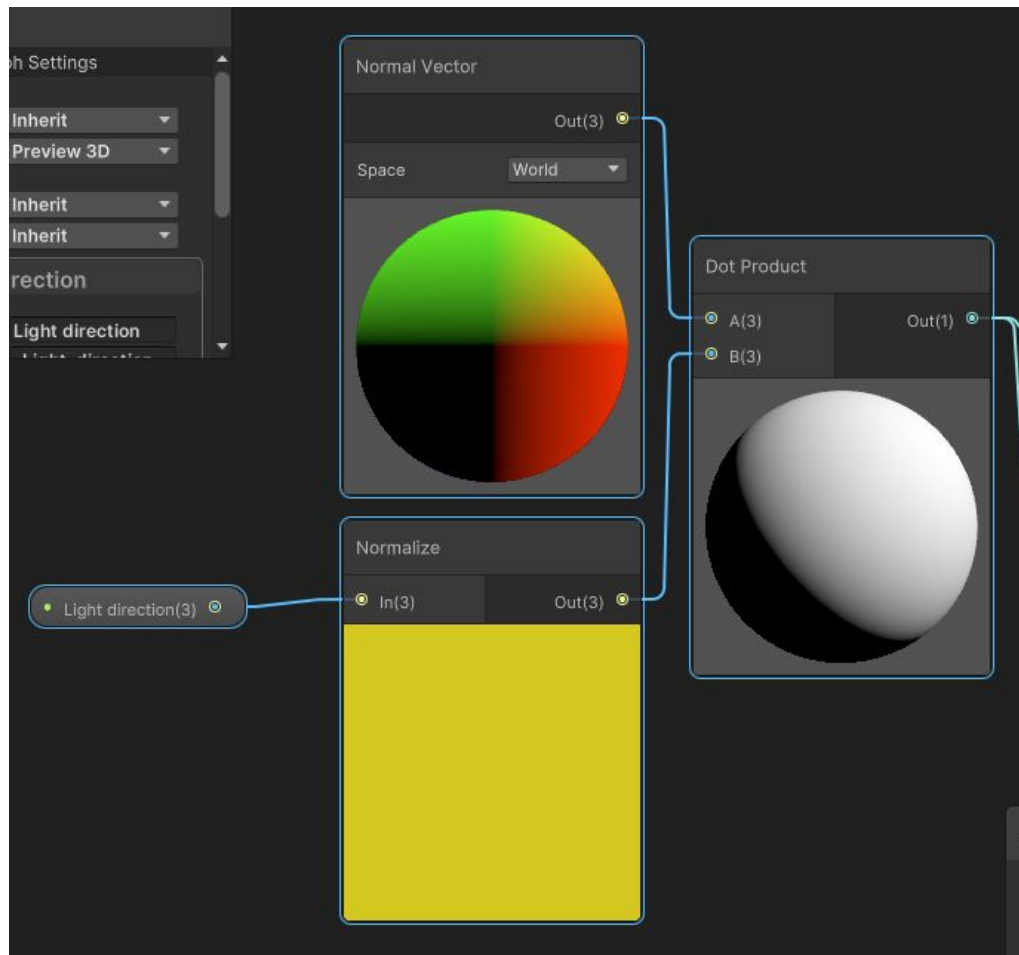 ph Settings
Inherit
Preview 3D
Inherit
Inherit
rection
Light direction
Normal Vector
Out(3)
Space World
Dot Product
A(3) Out(1)
B(3)
Normalize
In(3) Out(3)
Light direction(3)